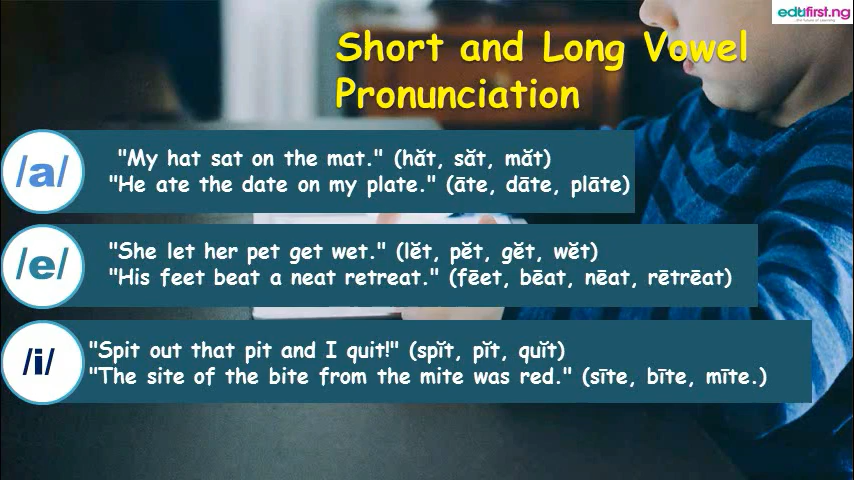 edufirst.ng
Short and Long Vowel
Pronunciation
/a/
"My hat sat on the mat." (hăt, săt, măt)
"He ate the date on my plate." (āte, dāte, plāte)
/e/
"She let her pet get wet." (lĕt, pĕt, gĕt, wĕt)
"His feet beat a neat retreat." (fēet, bēat, nēat, rētrēat)
/i/
"Spit out that pit and I quit!" (spĭt, pĭt, quĭt)
"The site of the bite from the mite was red." (sīte, bīte, mīte.)